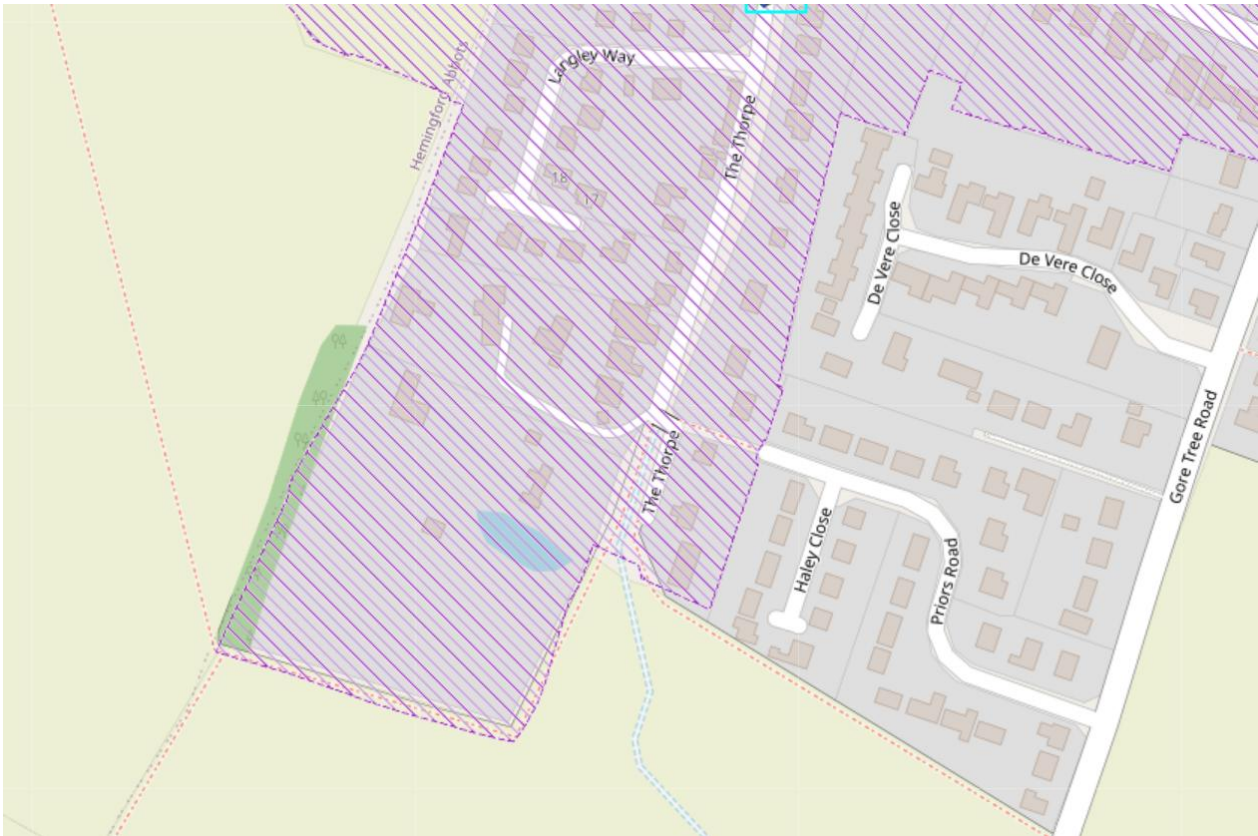 Langley Way
Hemingford Abbots
The Thorpe
18
17
De Vere Close
De Vere Close
Gore Tree Road
The Thorpe
Haley Close
Priors Road